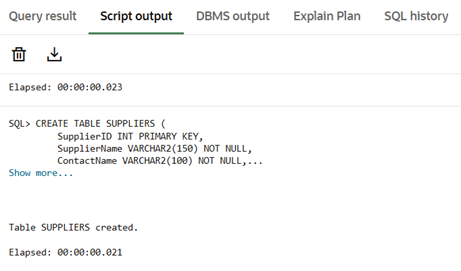 Query result Script output DBMS output Explain Plan SQL history
Elapsed: 00:00:00.023
SQL> CREATE TABLE SUPPLIERS (
SupplierID INT PRIMARY KEY,
SupplierName VARCHAR2(150) NOT NULL,
ContactName VARCHAR2(100) NOT NULL,...
Show more...
Table SUPPLIERS created.
Elapsed: 00:00:00.021